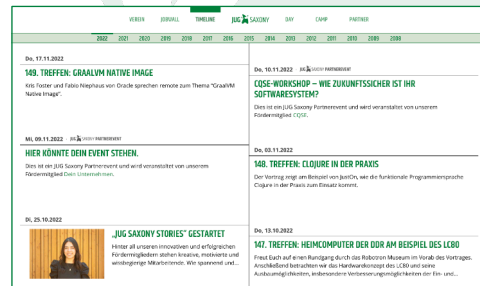 VEREIN JOBWALL TIMELINE JUG SAXONY DAY CAMP PARTNER
2022 2021 2020 2019 2018 2017 2016 2015 2014 2013 2012 2011 2010 2009 2008
Do, 17.11.2022
149. TREFFEN: GRAALVM NATIVE IMAGE
Kris Foster und Fabio Niephaus von Oracle sprechen remote zum Thema "GraalVM
Native Image".
Mi, 09.11.2022 - JUG SAXONY PARTNEREVENT
HIER KÖNNTE DEIN EVENT STEHEN.
Dies ist ein JUG Saxony Partnerevent und wird veranstaltet von unserem
Fördermitglied Dein Unternehmen.
Di, 25.10.2022
„JUG SAXONY STORIES" GESTARTET
Hinter all unseren innovativen und erfolgreichen
Fördermitgliedern stehen kreative, motivierte und
wissbegierige Mitarbeitende. Wie spannend und...
Do, 10.11.2022 - JUG SAXONY PARTNEREVENT
CQSE-WORKSHOP – WIE ZUKUNFTSSICHER IST IHR
SOFTWARESYSTEM?
Dies ist ein JUG Saxony Partnerevent und wird veranstaltet von unserem
Fördermitglied CQSE.
Do, 03.11.2022
148. TREFFEN: CLOJURE IN DER PRAXIS
Der Vortrag zeigt am Beispiel von JustOn, wie die funktionale Programmiersprache
Clojure in der Praxis zum Einsatz kommt.
Do, 13.10.2022
147. TREFFEN: HEIMCOMPUTER DER DDR AM BEISPIEL DES LC80
Freut Euch auf einen Rundgang durch das Robotron Museum im Vorab des Vortrages.
Anschließend betrachten wir das Hardwarekonzept des LC80 und seine
Ausbaumöglichkeiten, insbesondere Verbesserungsmöglichkeiten der Ein- und...